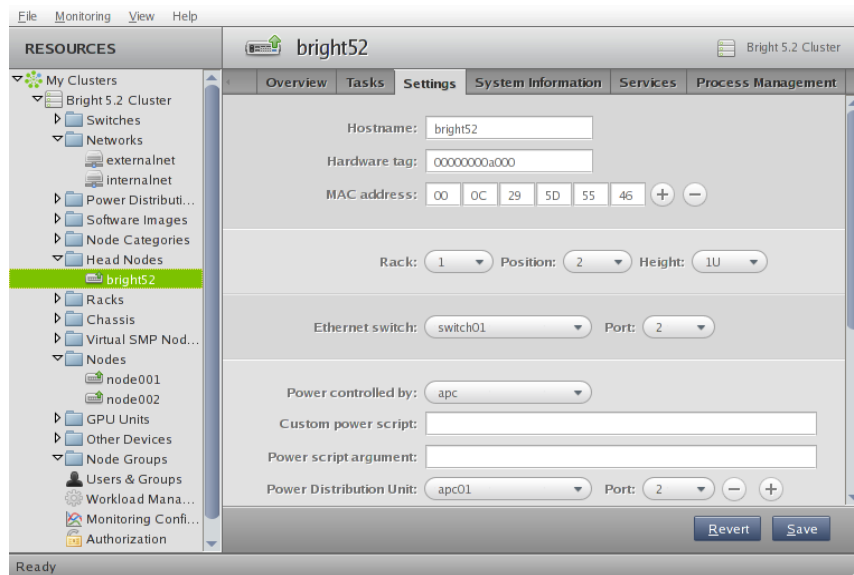 File Monitoring View Help
RESOURCES
bright52
Bright 5.2 Cluster
My Clusters
Bright 5.2 Cluster
Switches
Networks
externalnet
internalnet
Power Distributi...
Software Images
Node Categories
Head Nodes
bright52
Racks
Chassis
Virtual SMP Nod...
Nodes
node001
node002
GPU Units
Other Devices
Node Groups
Users & Groups
Workload Mana...
Monitoring Confi...
Authorization
Overview Tasks Settings System Information Services Process Management
Hostname: bright52
Hardware tag: 00000000a000
MAC address: 00 0C 29 5D 55 46 + −
Rack: 1 Position: 2 Height: 1U
Ethernet switch: switch01 Port: 2
Power controlled by: apc
Custom power script:
Power script argument:
Power Distribution Unit: apc01 Port: 2 − +
Revert Save
Ready